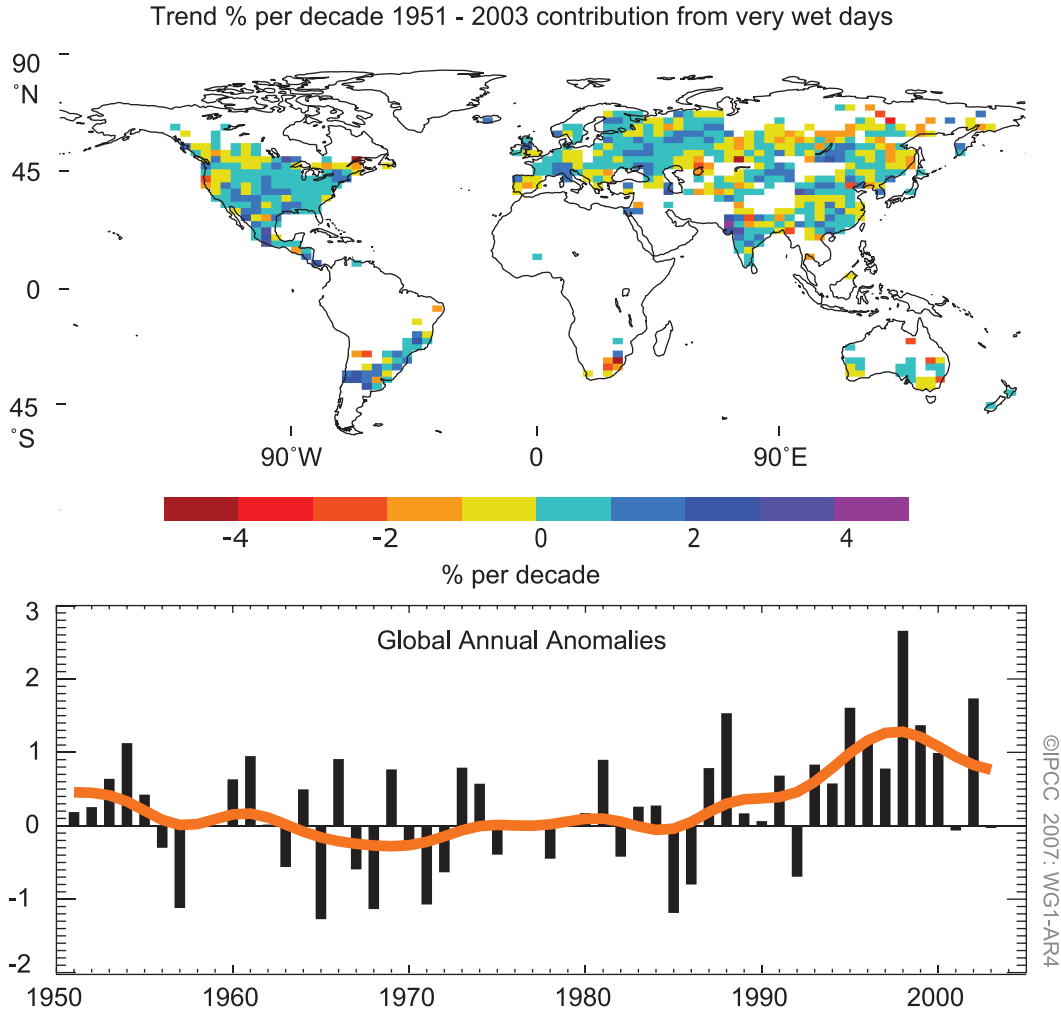 Trend % per decade 1951 - 2003 contribution from very wet days
90
˚N
45
0
45
˚S
90˚W 0 90˚E
-4 -2 0 2 4
% per decade
Global Annual Anomalies
3
2
1
0
-1
-2
1950 1960 1970 1980 1990 2000
©IPCC 2007: WG1-AR4